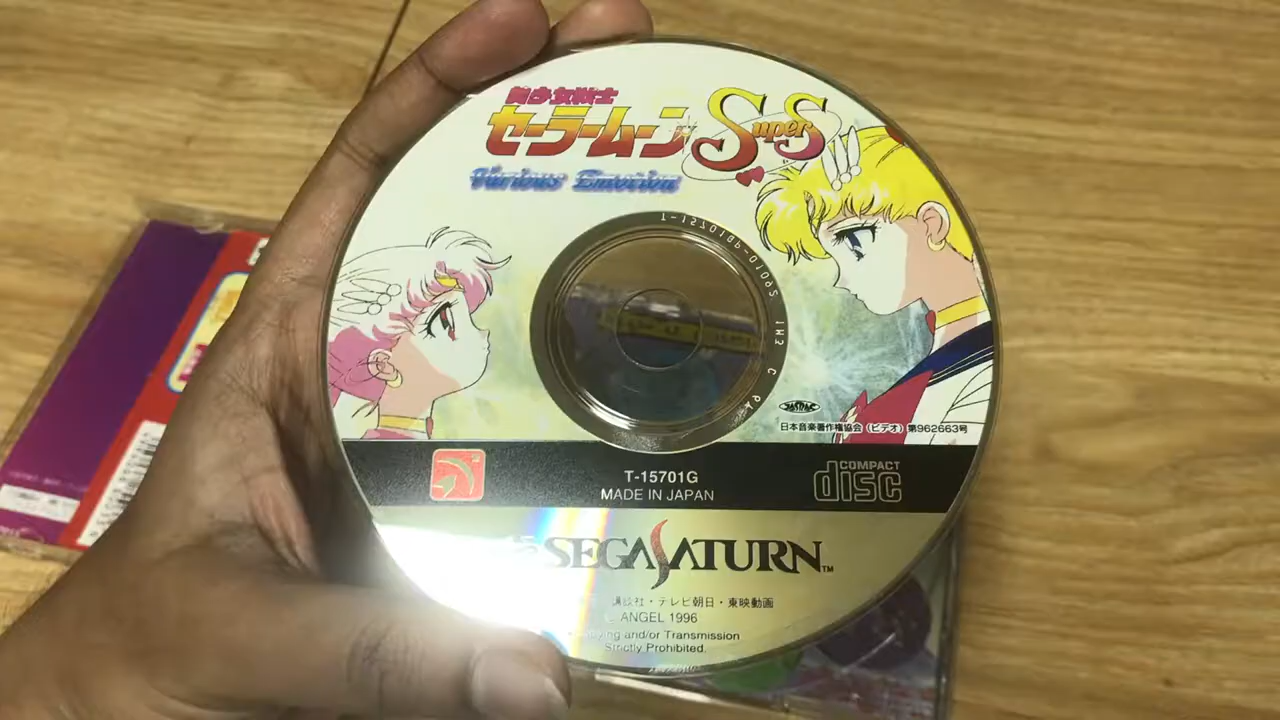 美少女戦士
セーラームーン SuperS
Various Emotion
日本音楽著作権協会(ビデオ)第962663号
T-15701G
MADE IN JAPAN
COMPACT
disc
SEGA SATURN™
講談社・テレビ朝日・東映動画
ANGEL 1996
and/or Transmission
Strictly Prohibited.
JASRAC